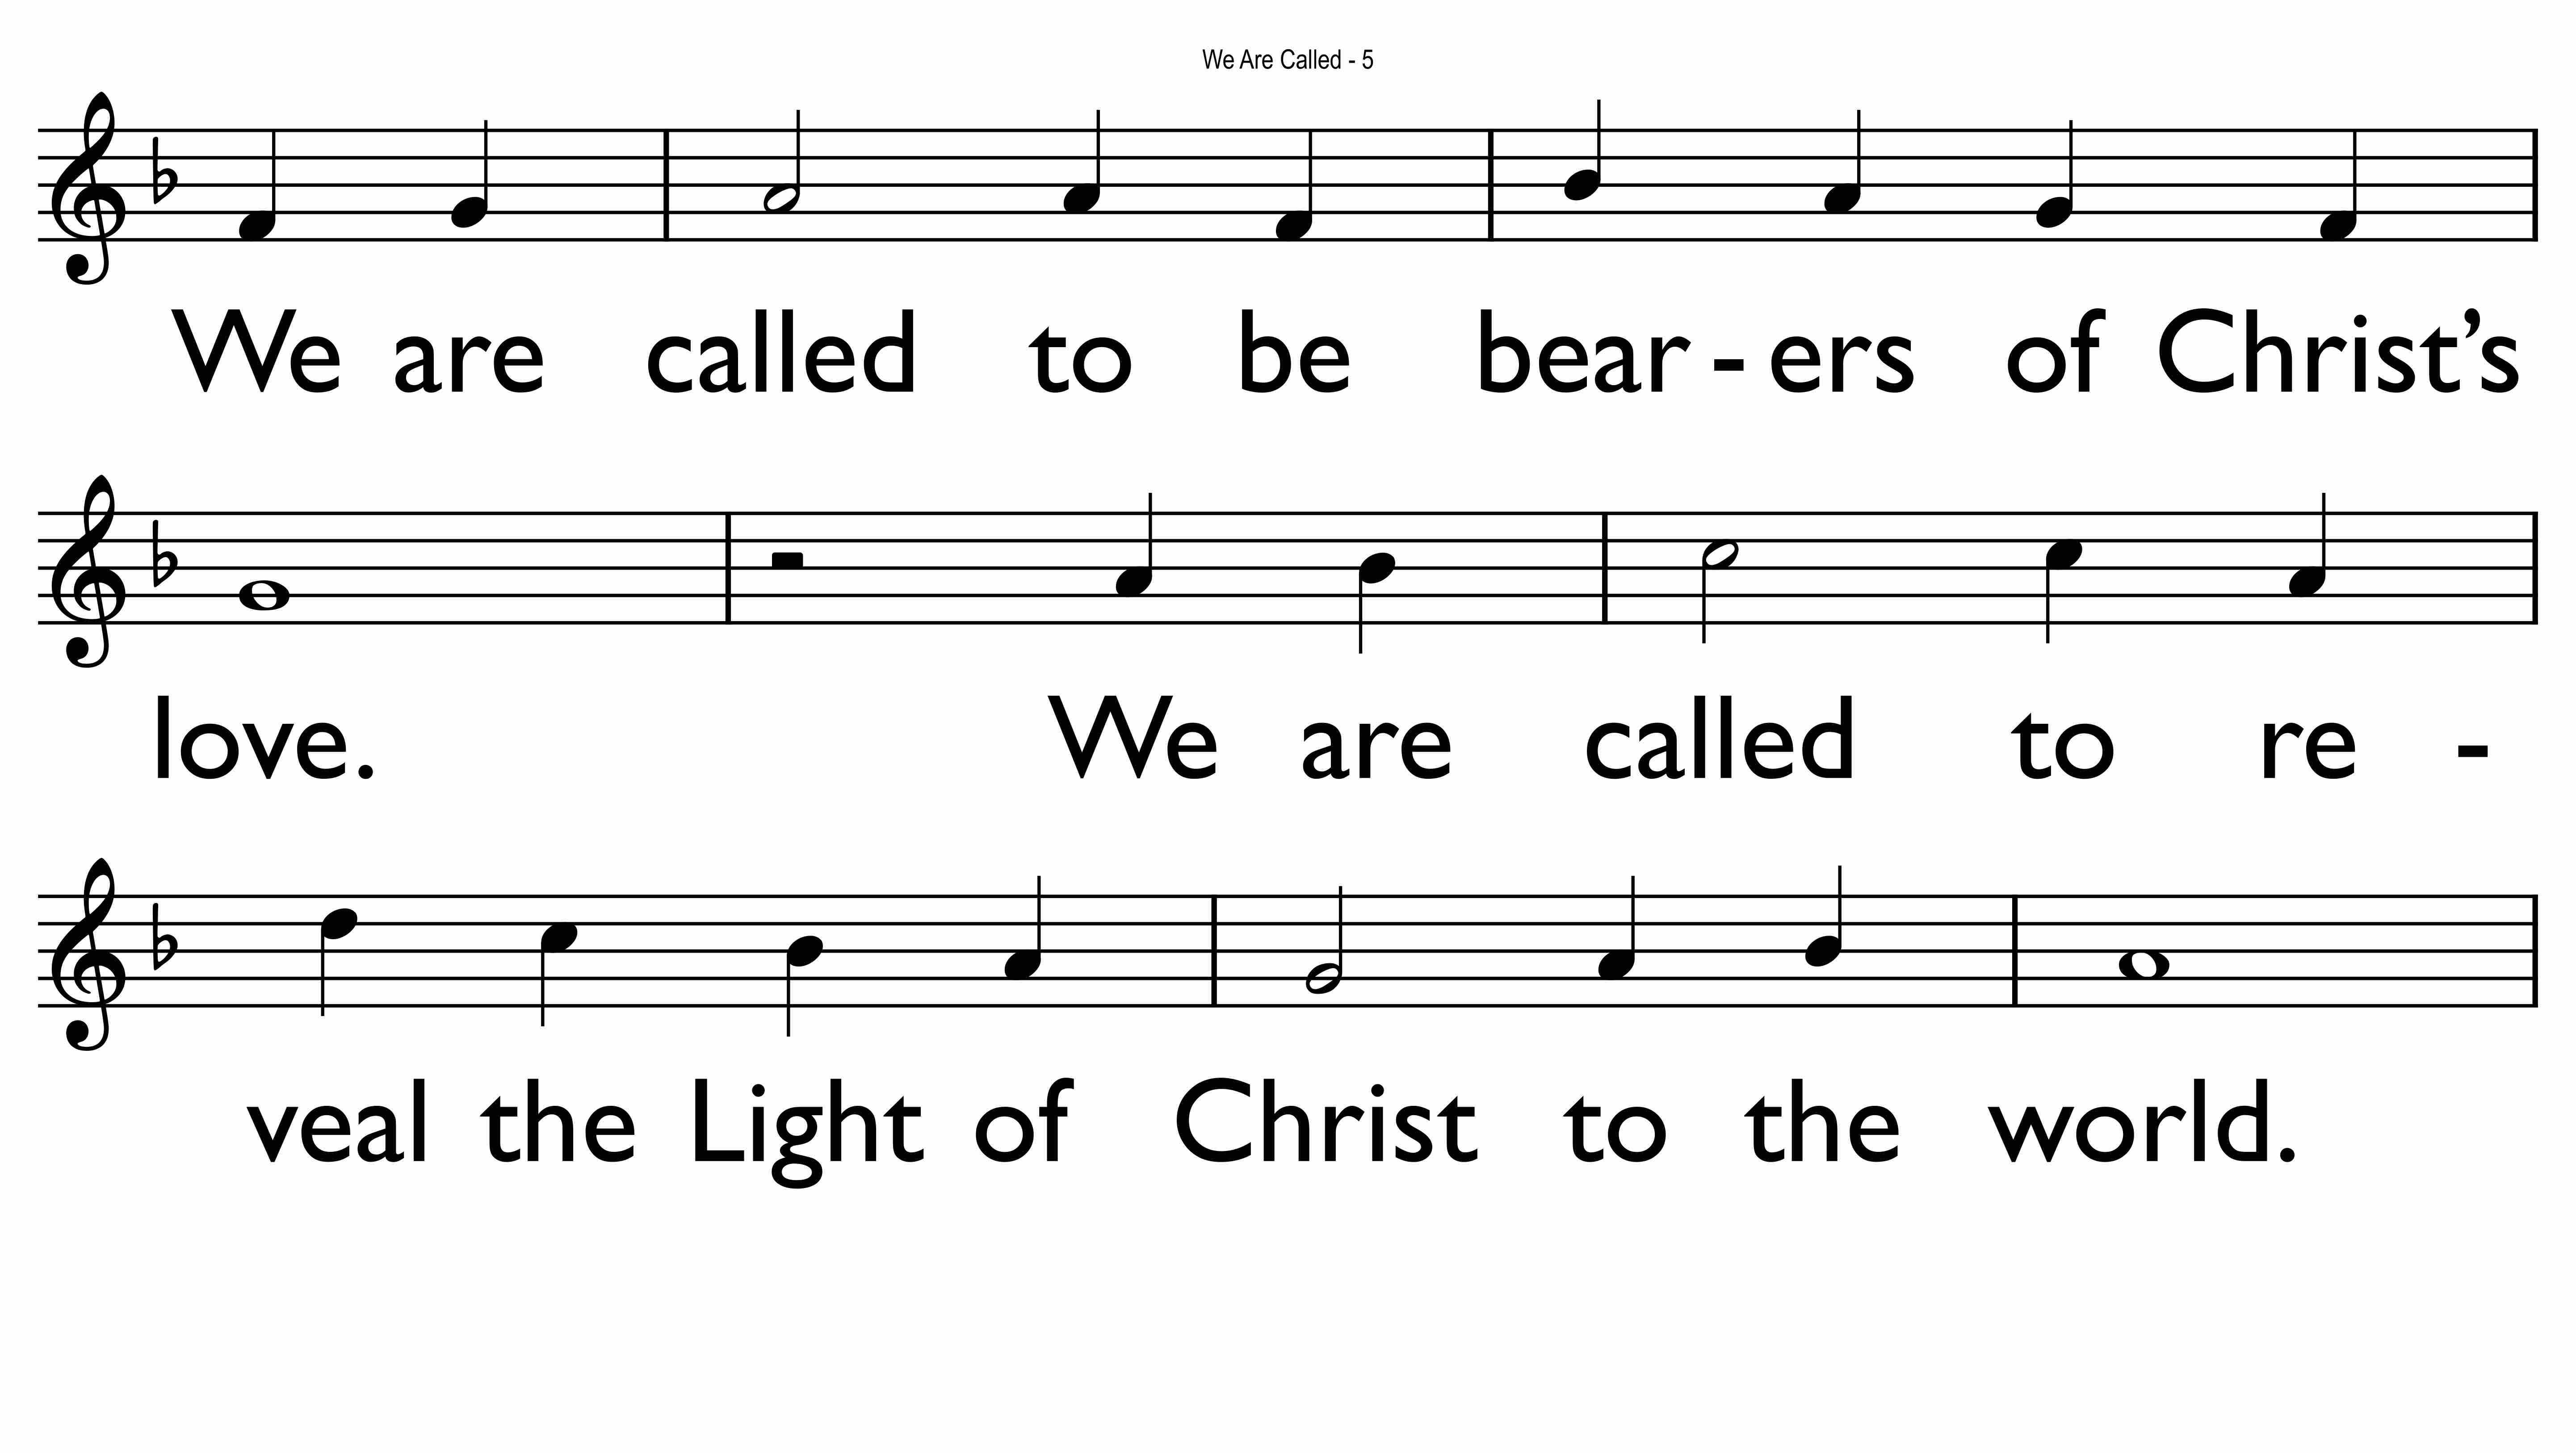 We Are Called - 5
We are called to be bear - ers of Christ’s
love. We are called to re -
veal the Light of Christ to the world.